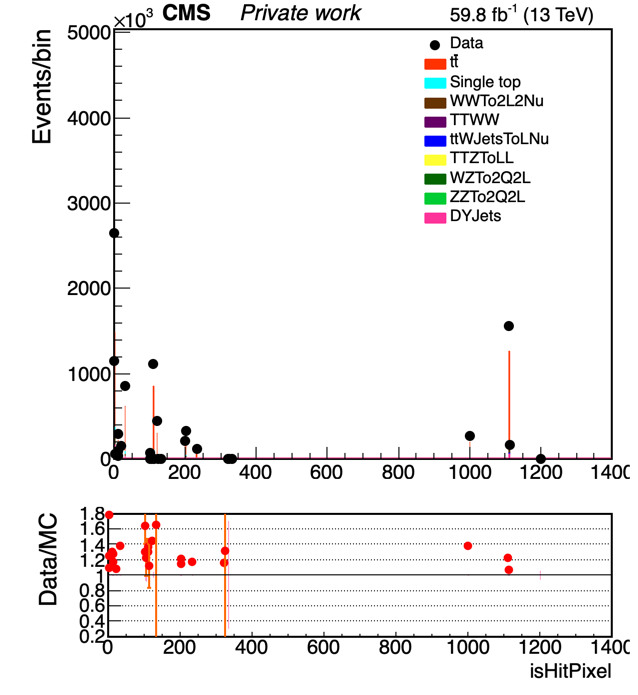 ×10³ CMS Private work 59.8 fb⁻¹ (13 TeV)
Events/bin
5000
4000
3000
2000
1000
0
Data
tt̄
Single top
WWTo2L2Nu
TTWW
ttWJetsToLNu
TTZToLL
WZTo2Q2L
ZZTo2Q2L
DYJets
0 200 400 600 800 1000 1200 1400
Data/MC
1.8
1.6
1.4
1.2
1
0.8
0.6
0.4
0.2
0 200 400 600 800 1000 1200 1400
isHitPixel